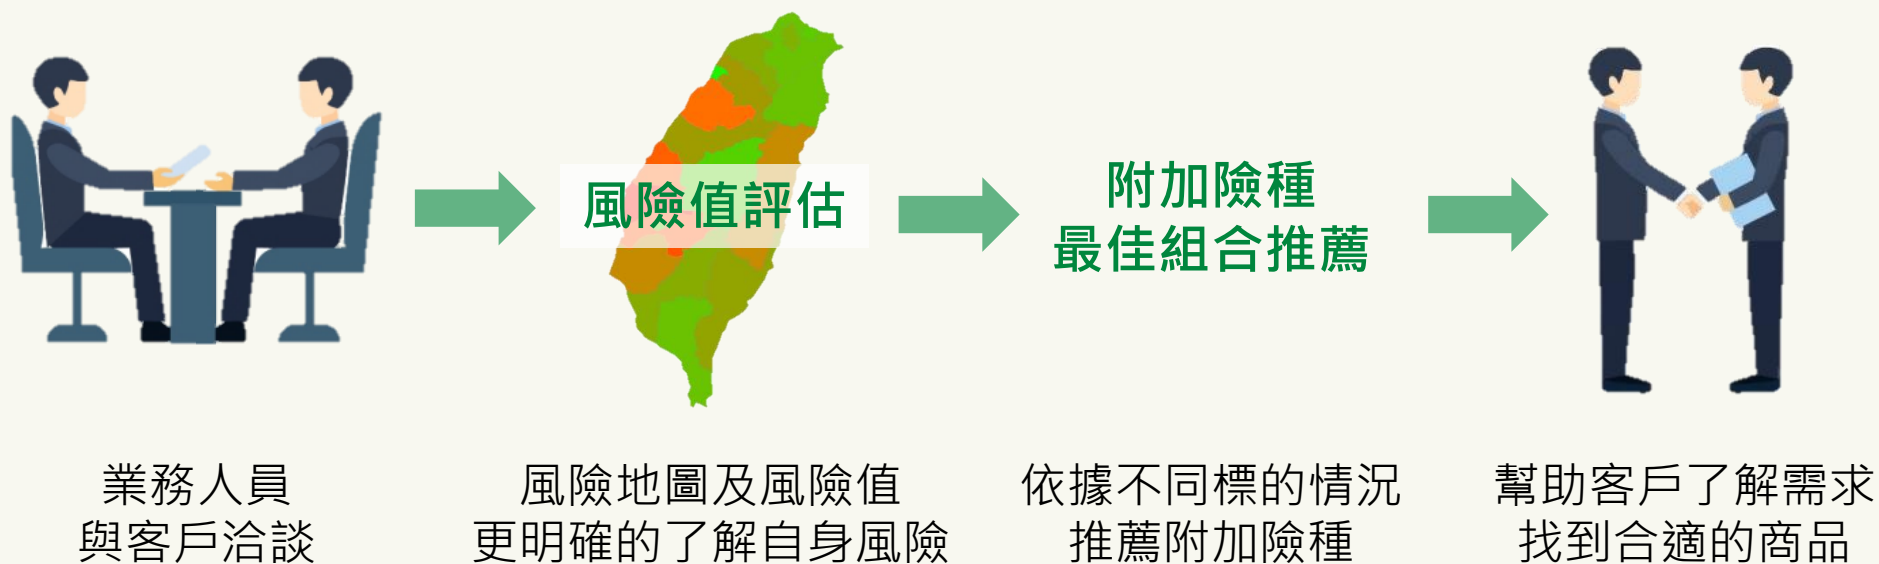 風險值評估
附加險種
最佳組合推薦
業務人員
與客戶洽談
風險地圖及風險值
更明確的了解自身風險
依據不同標的情況
推薦附加險種
幫助客戶了解需求
找到合適的商品